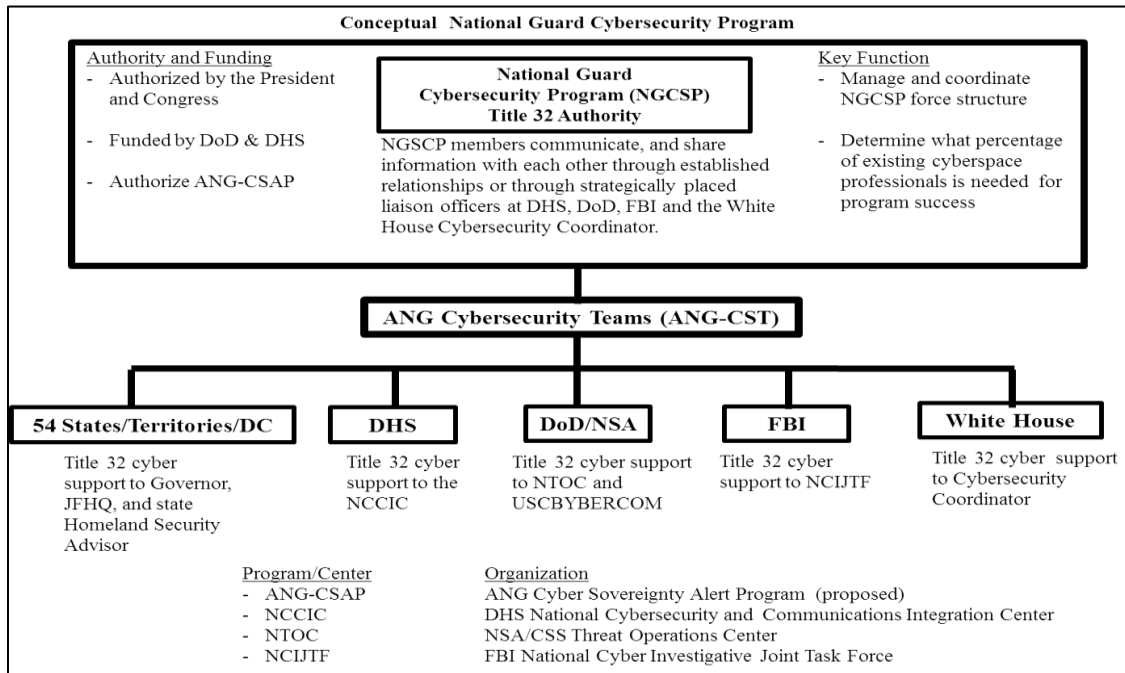 Conceptual National Guard Cybersecurity Program
Authority and Funding
- Authorized by the President
and Congress
- Funded by DoD & DHS
- Authorize ANG-CSAP
National Guard
Cybersecurity Program (NGCSP)
Title 32 Authority
NGSCP members communicate, and share
information with each other through established
relationships or through strategically placed
liaison officers at DHS, DoD, FBI and the White
House Cybersecurity Coordinator.
Key Function
- Manage and coordinate
NGCSP force structure
- Determine what percentage
of existing cyberspace
professionals is needed for
program success
ANG Cybersecurity Teams (ANG-CST)
54 States/Territories/DC
Title 32 cyber
support to Governor,
JFHQ, and state
Homeland Security
Advisor
DHS
Title 32 cyber
support to the
NCCIC
DoD/NSA
Title 32 cyber support
to NTOC and
USCBYBERCOM
FBI
Title 32 cyber
support to NCIJTF
White House
Title 32 cyber support
to Cybersecurity
Coordinator
Program/Center Organization
- ANG-CSAP ANG Cyber Sovereignty Alert Program (proposed)
- NCCIC DHS National Cybersecurity and Communications Integration Center
- NTOC NSA/CSS Threat Operations Center
- NCIJTF FBI National Cyber Investigative Joint Task Force